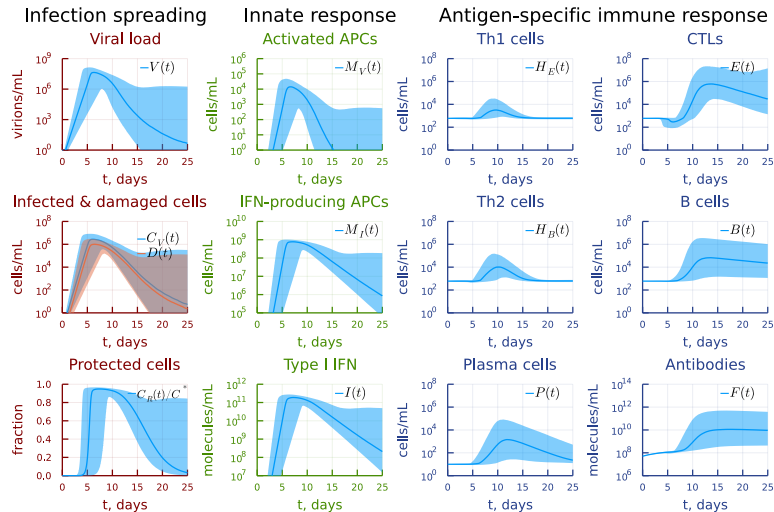 Infection spreading
Innate response
Antigen-specific immune response
Viral load
virions/mL
10^9
10^6
10^3
10^0
V(t)
0 5 10 15 20 25
t, days
Activated APCs
cells/mL
10^6
10^5
10^4
10^3
10^2
10^1
10^0
M_V(t)
0 5 10 15 20 25
t, days
Th1 cells
cells/mL
10^8
10^6
10^4
10^2
10^0
H_E(t)
0 5 10 15 20 25
t, days
CTLs
cells/mL
10^8
10^6
10^4
10^2
10^0
E(t)
0 5 10 15 20 25
t, days
Infected & damaged cells
cells/mL
10^8
10^6
10^4
10^2
10^0
C_V(t)
D(t)
0 5 10 15 20 25
t, days
IFN-producing APCs
cells/mL
10^10
10^9
10^8
10^7
10^6
10^5
M_I(t)
0 5 10 15 20 25
t, days
Th2 cells
cells/mL
10^8
10^6
10^4
10^2
10^0
H_B(t)
0 5 10 15 20 25
t, days
B cells
cells/mL
10^8
10^6
10^4
10^2
10^0
B(t)
0 5 10 15 20 25
t, days
Protected cells
fraction
1.0
0.8
0.6
0.4
0.2
0.0
C_R(t)/C^*
0 5 10 15 20 25
t, days
Type I IFN
molecules/mL
10^12
10^11
10^10
10^9
10^8
10^7
I(t)
0 5 10 15 20 25
t, days
Plasma cells
cells/mL
10^8
10^6
10^4
10^2
10^0
P(t)
0 5 10 15 20 25
t, days
Antibodies
molecules/mL
10^14
10^12
10^10
10^8
10^6
F(t)
0 5 10 15 20 25
t, days